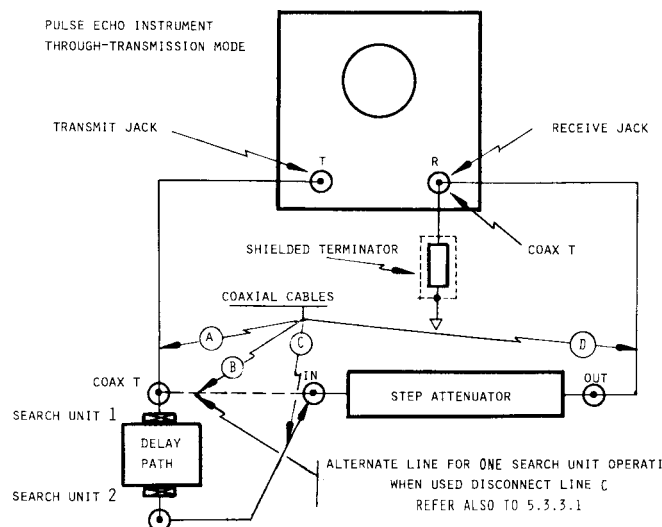 PULSE ECHO INSTRUMENT
THROUGH-TRANSMISSION MODE
TRANSMIT JACK
RECEIVE JACK
T
R
COAX T
SHIELDED TERMINATOR
COAXIAL CABLES
A
B
C
D
COAX T
IN
OUT
STEP ATTENUATOR
SEARCH UNIT 1
DELAY
PATH
SEARCH UNIT 2
ALTERNATE LINE FOR ONE SEARCH UNIT OPERATI
WHEN USED DISCONNECT LINE C
REFER ALSO TO 5.3.3.1